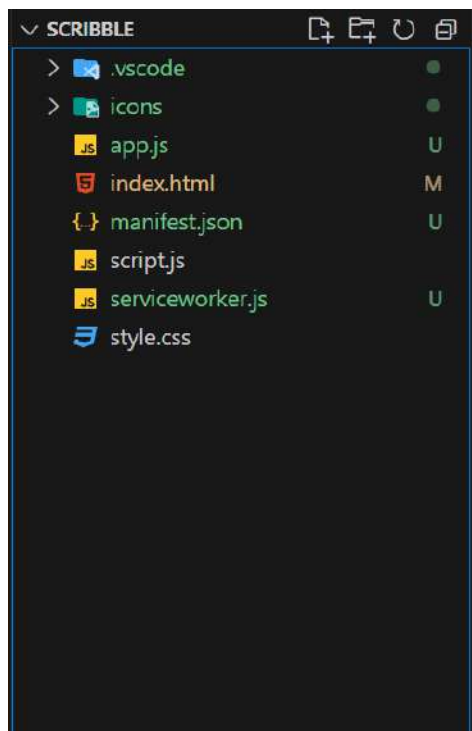 SCRIBBLE
.vscode
icons
JS app.js U
index.html M
{..} manifest.json U
JS script.js
JS serviceworker.js U
style.css